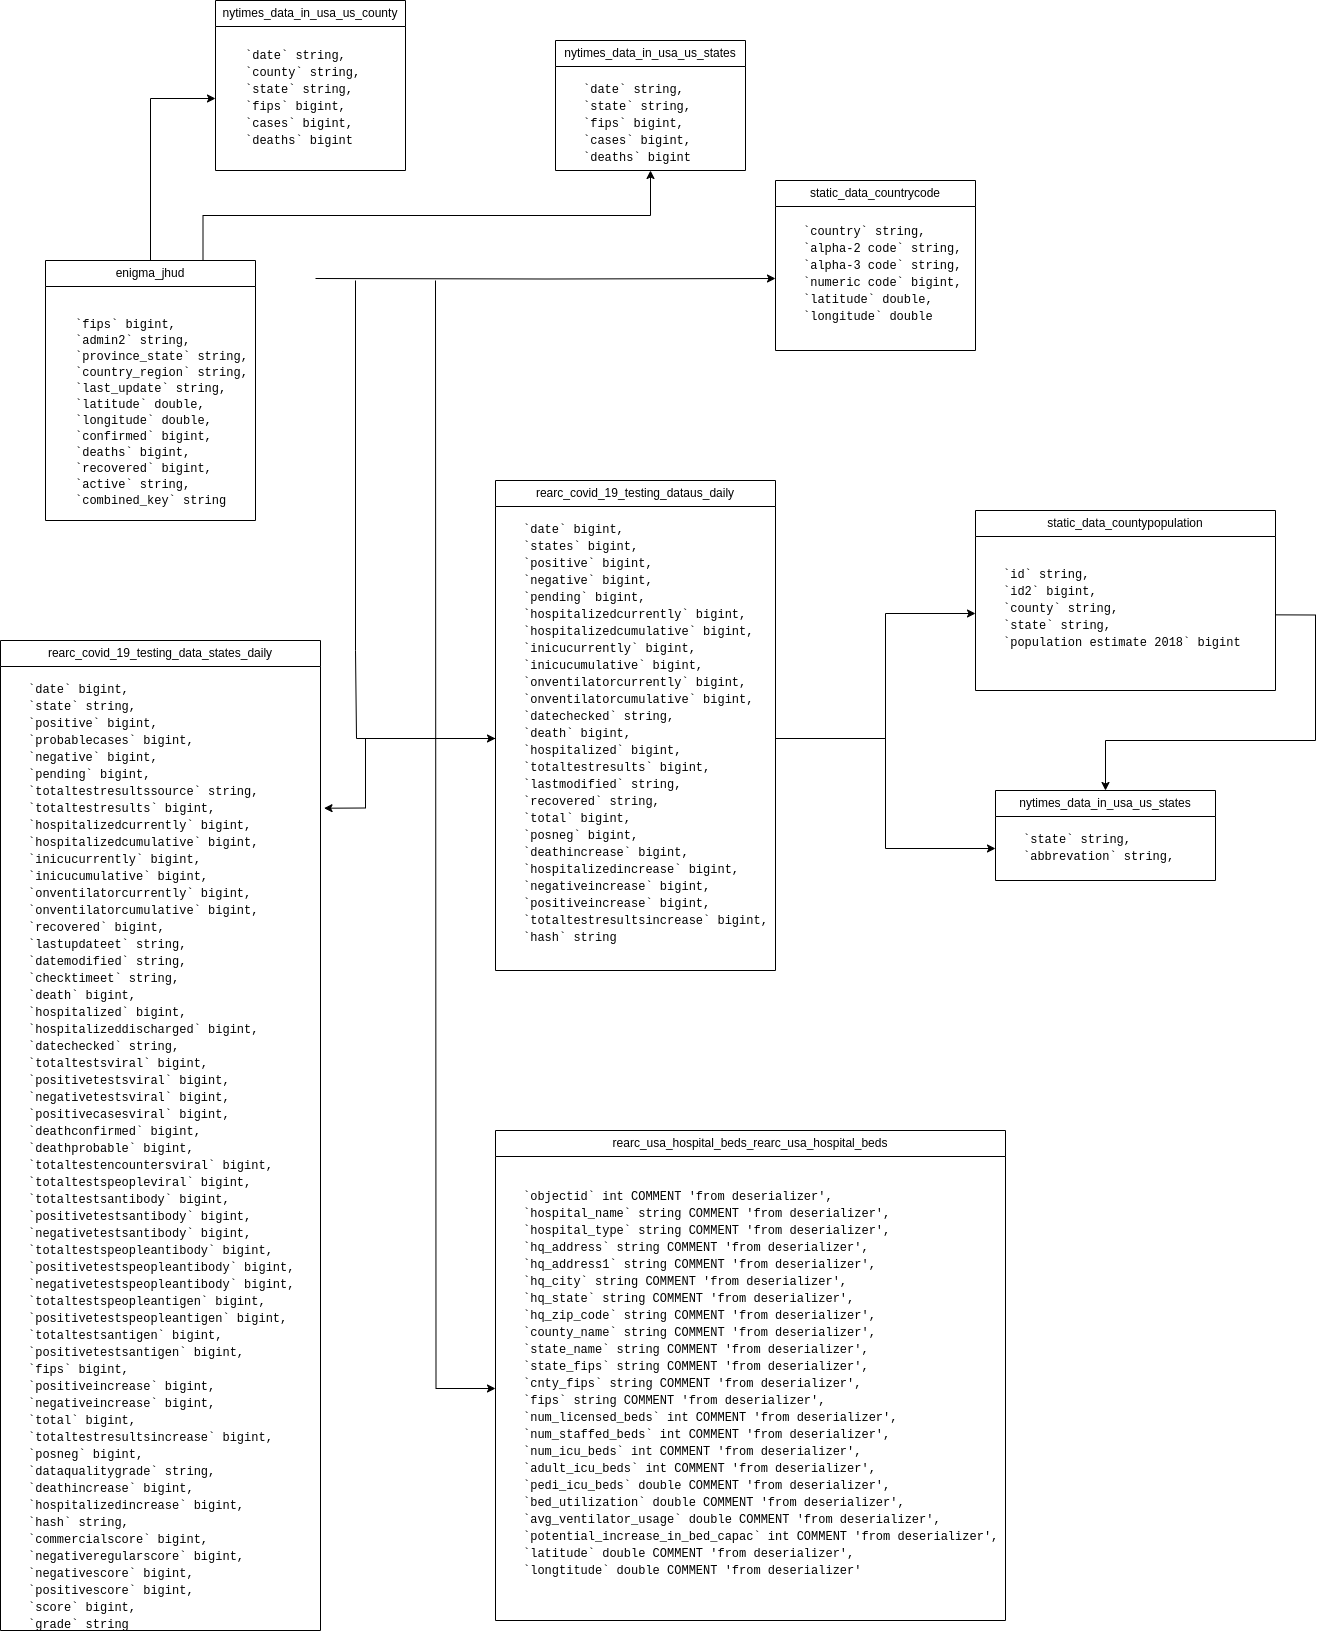 nytimes_data_in_usa_us_county
`date` string,
`county` string,
`state` string,
`fips` bigint,
`cases` bigint,
`deaths` bigint
nytimes_data_in_usa_us_states
`date` string,
`state` string,
`fips` bigint,
`cases` bigint,
`deaths` bigint
static_data_countrycode
`country` string,
`alpha-2 code` string,
`alpha-3 code` string,
`numeric code` bigint,
`latitude` double,
`longitude` double
enigma_jhud
`fips` bigint,
`admin2` string,
`province_state` string,
`country_region` string,
`last_update` string,
`latitude` double,
`longitude` double,
`confirmed` bigint,
`deaths` bigint,
`recovered` bigint,
`active` string,
`combined_key` string
rearc_covid_19_testing_dataus_daily
`date` bigint,
`states` bigint,
`positive` bigint,
`negative` bigint,
`pending` bigint,
`hospitalizedcurrently` bigint,
`hospitalizedcumulative` bigint,
`inicucurrently` bigint,
`inicucumulative` bigint,
`onventilatorcurrently` bigint,
`onventilatorcumulative` bigint,
`datechecked` string,
`death` bigint,
`hospitalized` bigint,
`totaltestresults` bigint,
`lastmodified` string,
`recovered` string,
`total` bigint,
`posneg` bigint,
`deathincrease` bigint,
`hospitalizedincrease` bigint,
`negativeincrease` bigint,
`positiveincrease` bigint,
`totaltestresultsincrease` bigint,
`hash` string
static_data_countypopulation
`id` string,
`id2` bigint,
`county` string,
`state` string,
`population estimate 2018` bigint
nytimes_data_in_usa_us_states
`state` string,
`abbrevation` string,
rearc_covid_19_testing_data_states_daily
`date` bigint,
`state` string,
`positive` bigint,
`probablecases` bigint,
`negative` bigint,
`pending` bigint,
`totaltestresultssource` string,
`totaltestresults` bigint,
`hospitalizedcurrently` bigint,
`hospitalizedcumulative` bigint,
`inicucurrently` bigint,
`inicucumulative` bigint,
`onventilatorcurrently` bigint,
`onventilatorcumulative` bigint,
`recovered` bigint,
`lastupdateet` string,
`datemodified` string,
`checktimeet` string,
`death` bigint,
`hospitalized` bigint,
`hospitalizeddischarged` bigint,
`datechecked` string,
`totaltestsviral` bigint,
`positivetestsviral` bigint,
`negativetestsviral` bigint,
`positivecasesviral` bigint,
`deathconfirmed` bigint,
`deathprobable` bigint,
`totaltestencountersviral` bigint,
`totaltestspeopleviral` bigint,
`totaltestsantibody` bigint,
`positivetestsantibody` bigint,
`negativetestsantibody` bigint,
`totaltestspeopleantibody` bigint,
`positivetestspeopleantibody` bigint,
`negativetestspeopleantibody` bigint,
`totaltestspeopleantigen` bigint,
`positivetestspeopleantigen` bigint,
`totaltestsantigen` bigint,
`positivetestsantigen` bigint,
`fips` bigint,
`positiveincrease` bigint,
`negativeincrease` bigint,
`total` bigint,
`totaltestresultsincrease` bigint,
`posneg` bigint,
`dataqualitygrade` string,
`deathincrease` bigint,
`hospitalizedincrease` bigint,
`hash` string,
`commercialscore` bigint,
`negativeregularscore` bigint,
`negativescore` bigint,
`positivescore` bigint,
`score` bigint,
`grade` string
rearc_usa_hospital_beds_rearc_usa_hospital_beds
`objectid` int COMMENT 'from deserializer',
`hospital_name` string COMMENT 'from deserializer',
`hospital_type` string COMMENT 'from deserializer',
`hq_address` string COMMENT 'from deserializer',
`hq_address1` string COMMENT 'from deserializer',
`hq_city` string COMMENT 'from deserializer',
`hq_state` string COMMENT 'from deserializer',
`hq_zip_code` string COMMENT 'from deserializer',
`county_name` string COMMENT 'from deserializer',
`state_name` string COMMENT 'from deserializer',
`state_fips` string COMMENT 'from deserializer',
`cnty_fips` string COMMENT 'from deserializer',
`fips` string COMMENT 'from deserializer',
`num_licensed_beds` int COMMENT 'from deserializer',
`num_staffed_beds` int COMMENT 'from deserializer',
`num_icu_beds` int COMMENT 'from deserializer',
`adult_icu_beds` int COMMENT 'from deserializer',
`pedi_icu_beds` double COMMENT 'from deserializer',
`bed_utilization` double COMMENT 'from deserializer',
`avg_ventilator_usage` double COMMENT 'from deserializer',
`potential_increase_in_bed_capac` int COMMENT 'from deserializer',
`latitude` double COMMENT 'from deserializer',
`longtitude` double COMMENT 'from deserializer'